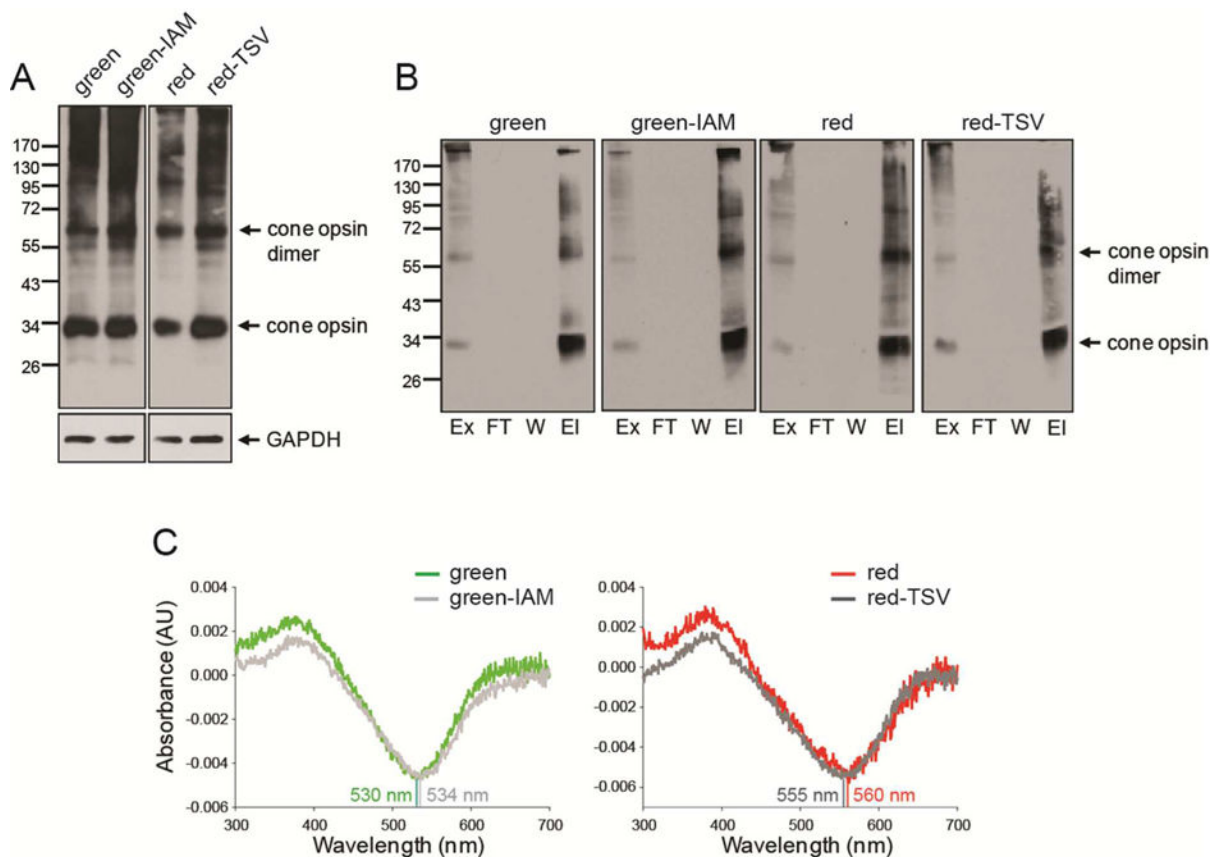 A
green
green-IAM
red
red-TSV
170
130
95
72
55
43
34
26
cone opsin
dimer
cone opsin
GAPDH
B
green green-IAM red red-TSV
170
130
95
72
55
43
34
26
cone opsin
dimer
cone opsin
Ex FT W El Ex FT W El Ex FT W El Ex FT W El
C
green
green-IAM
Absorbance (AU)
0.004
0.002
0.000
-0.002
-0.004
-0.006
530 nm 534 nm
300 400 500 600 700
Wavelength (nm)
red
red-TSV
0.004
0.002
0.000
-0.002
-0.004
-0.006
555 nm 560 nm
300 400 500 600 700
Wavelength (nm)